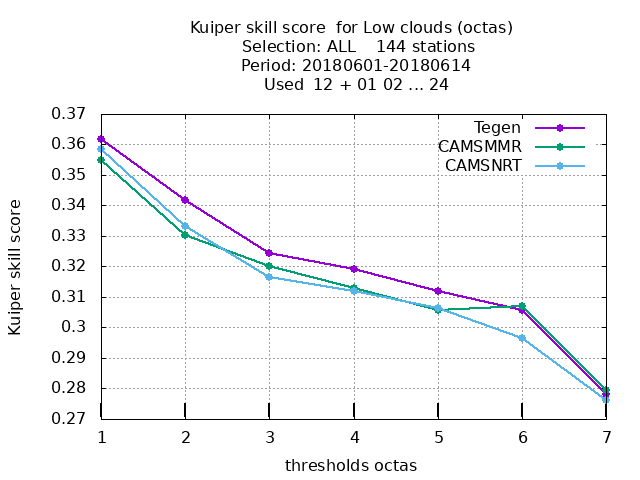 Kuiper skill score  for Low clouds (octas)
Selection: ALL    144 stations
Period: 20180601-20180614
Used  12 + 01 02 ... 24
Kuiper skill score
0.37
0.36
0.35
0.34
0.33
0.32
0.31
0.3
0.29
0.28
0.27
Tegen
CAMSMMR
CAMSNRT
1 2 3 4 5 6 7
thresholds octas